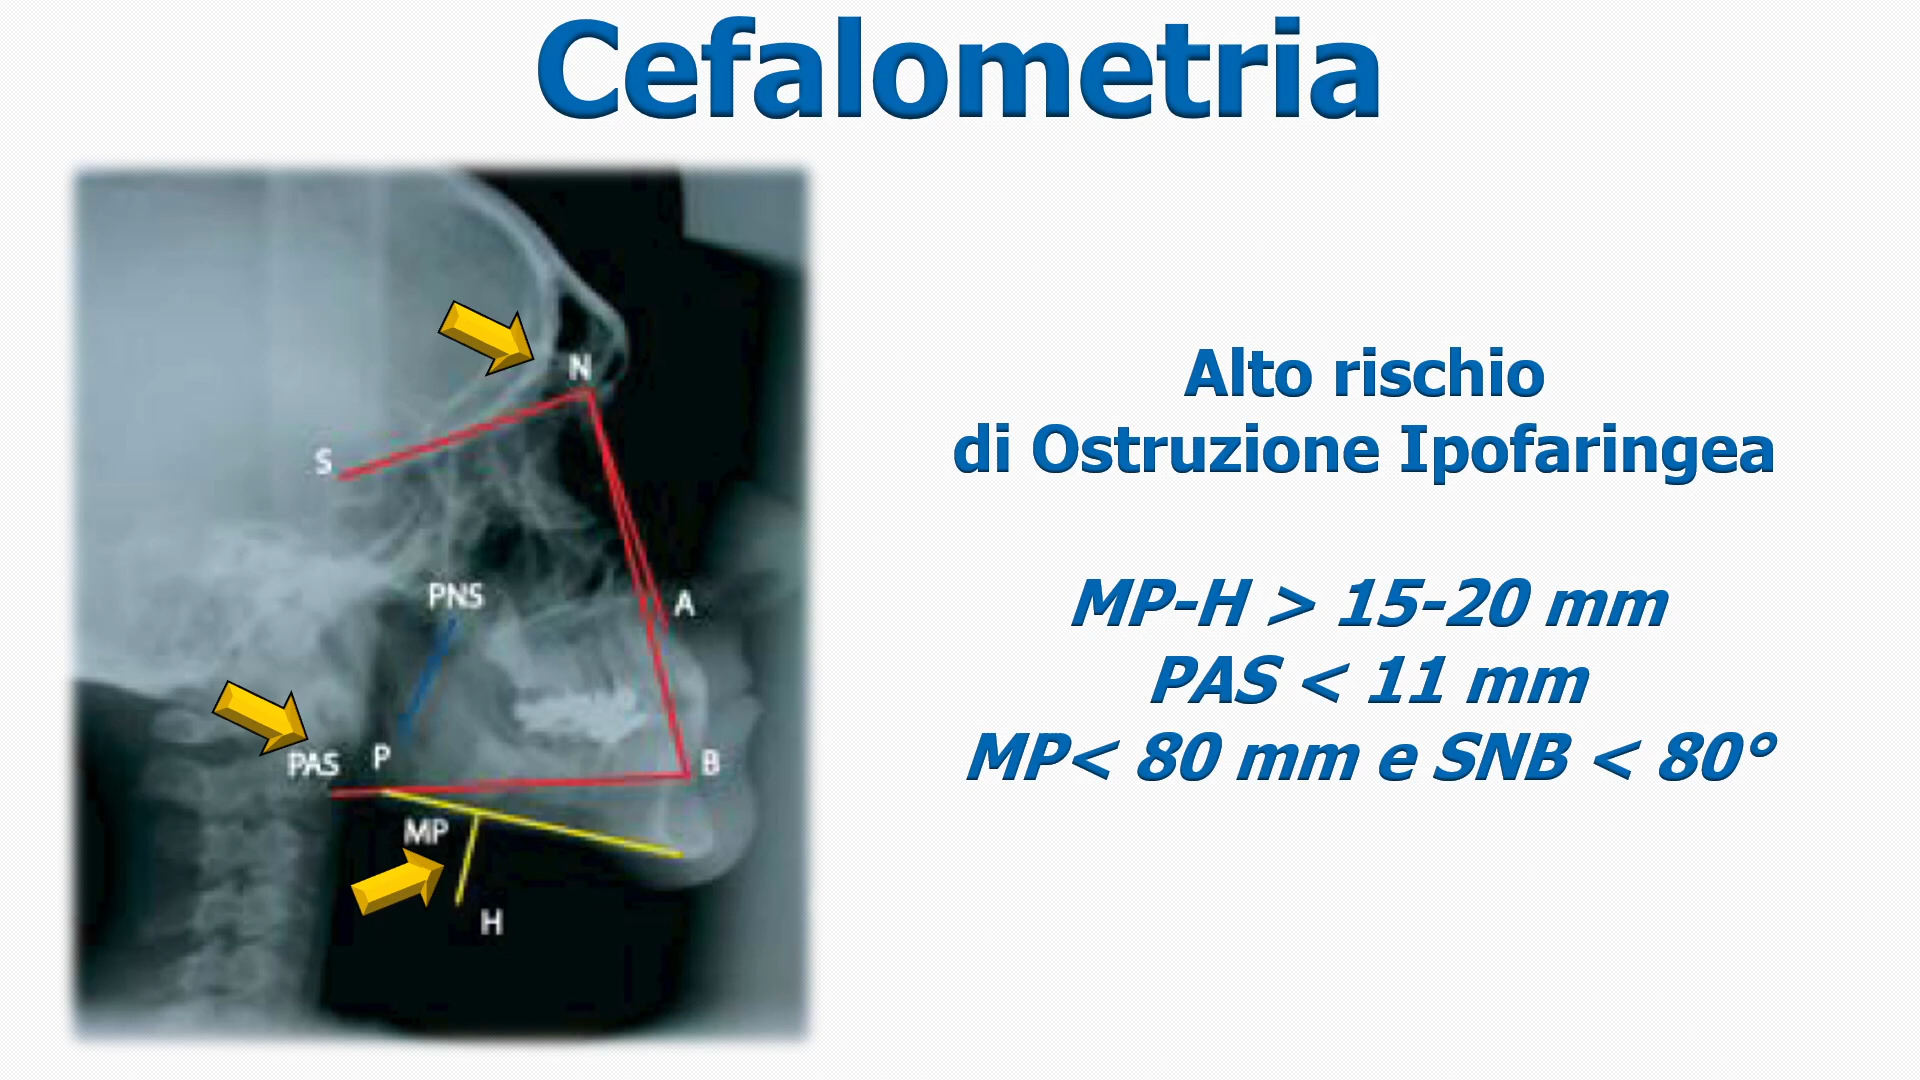 Cefalometria
N
S
PNS
A
PAS
P
B
MP
H
Alto rischio
di Ostruzione Ipofaringea
MP-H > 15-20 mm
PAS < 11 mm
MP< 80 mm e SNB < 80°